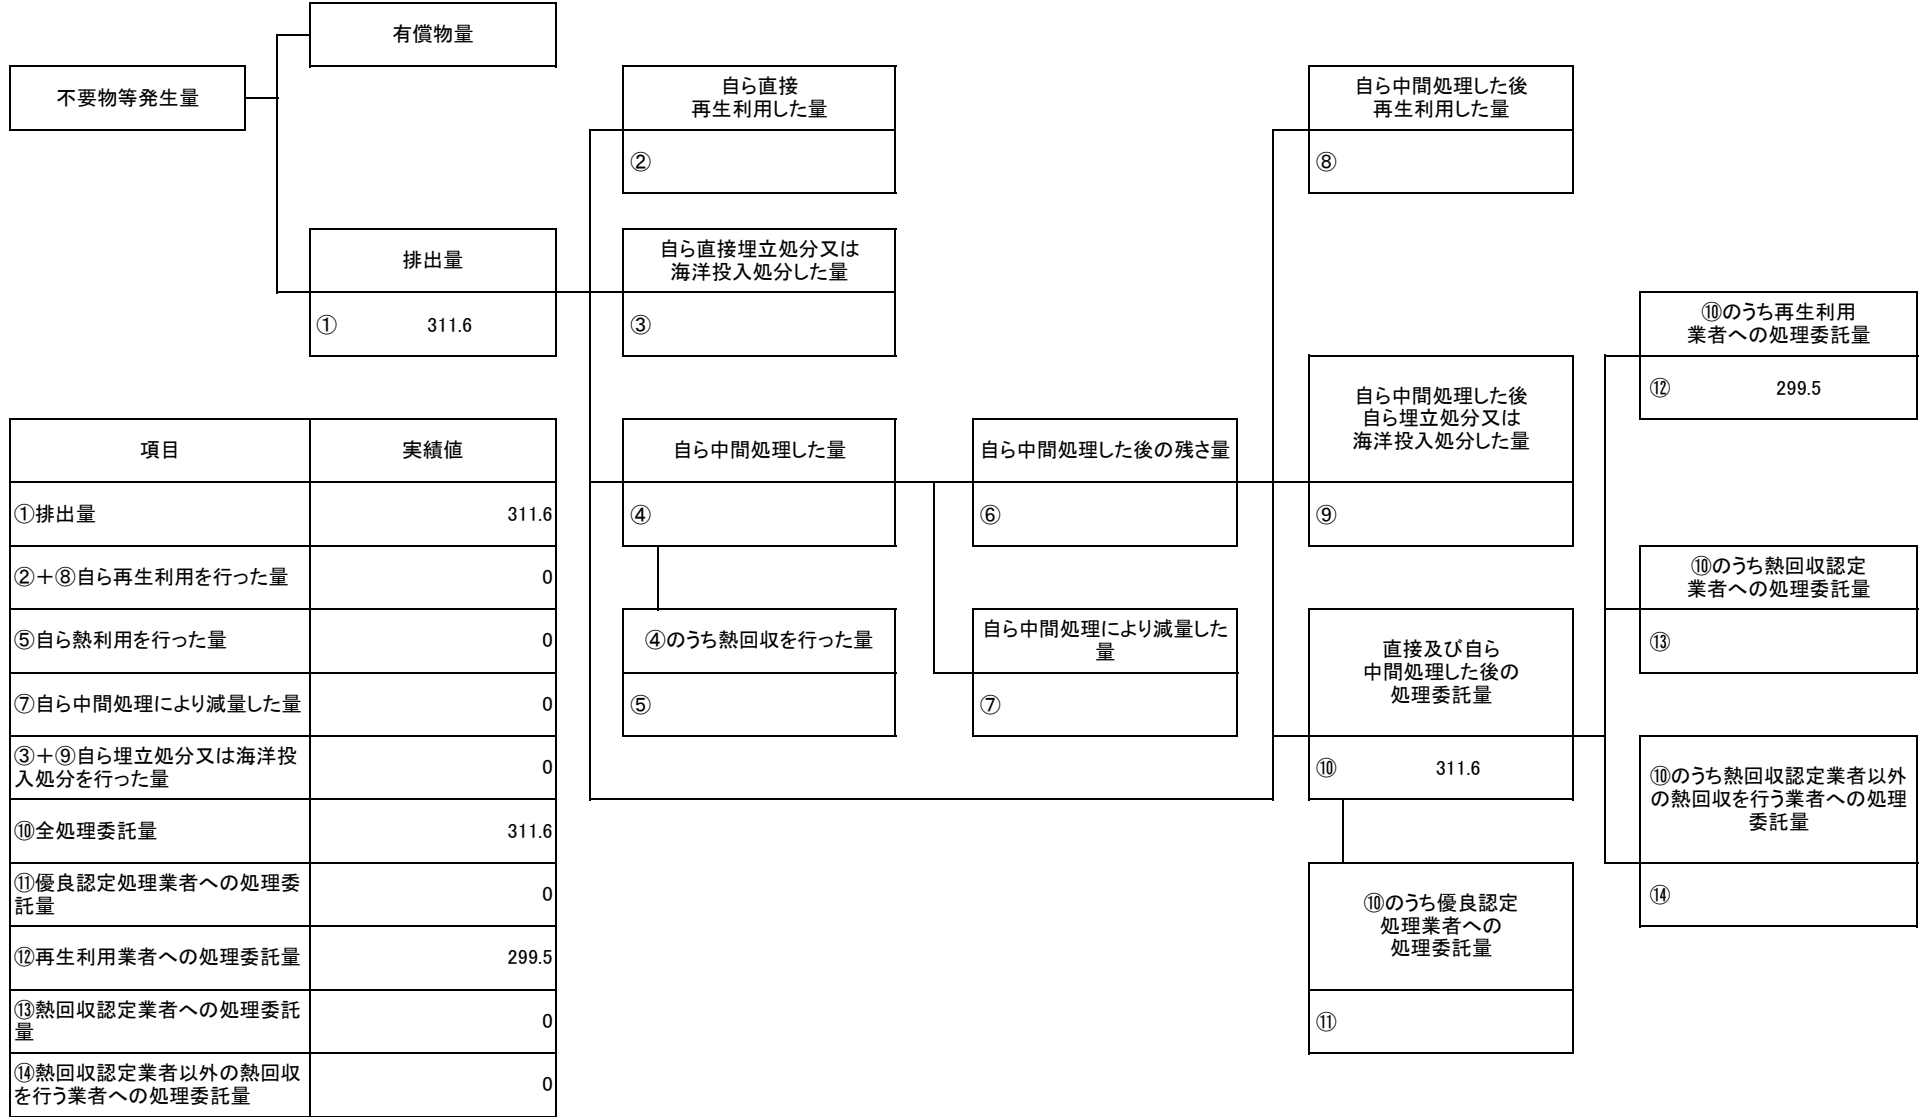 有償物量
不要物等発生量
自ら直接
再生利用した量
②
自ら中間処理した後
再生利用した量
⑧
排出量
① 311.6
自ら直接埋立処分又は
海洋投入処分した量
③
⑩のうち再生利用
業者への処理委託量
⑫ 299.5
自ら中間処理した量
④
自ら中間処理した後の残さ量
⑥
自ら中間処理した後
自ら埋立処分又は
海洋投入処分した量
⑨
⑩のうち熱回収認定
業者への処理委託量
⑬
④のうち熱回収を行った量
⑤
自ら中間処理により減量した
量
⑦
直接及び自ら
中間処理した後の
処理委託量
⑩ 311.6
⑩のうち熱回収認定業者以外
の熱回収を行う業者への処理
委託量
⑭
⑩のうち優良認定
処理業者への
処理委託量
⑪
項目 実績値
①排出量 311.6
②＋⑧自ら再生利用を行った量 0
⑤自ら熱利用を行った量 0
⑦自ら中間処理により減量した量 0
③＋⑨自ら埋立処分又は海洋投
入処分を行った量 0
⑩全処理委託量 311.6
⑪優良認定処理業者への処理委
託量 0
⑫再生利用業者への処理委託量 299.5
⑬熱回収認定業者への処理委託
量 0
⑭熱回収認定業者以外の熱回収
を行う業者への処理委託量 0